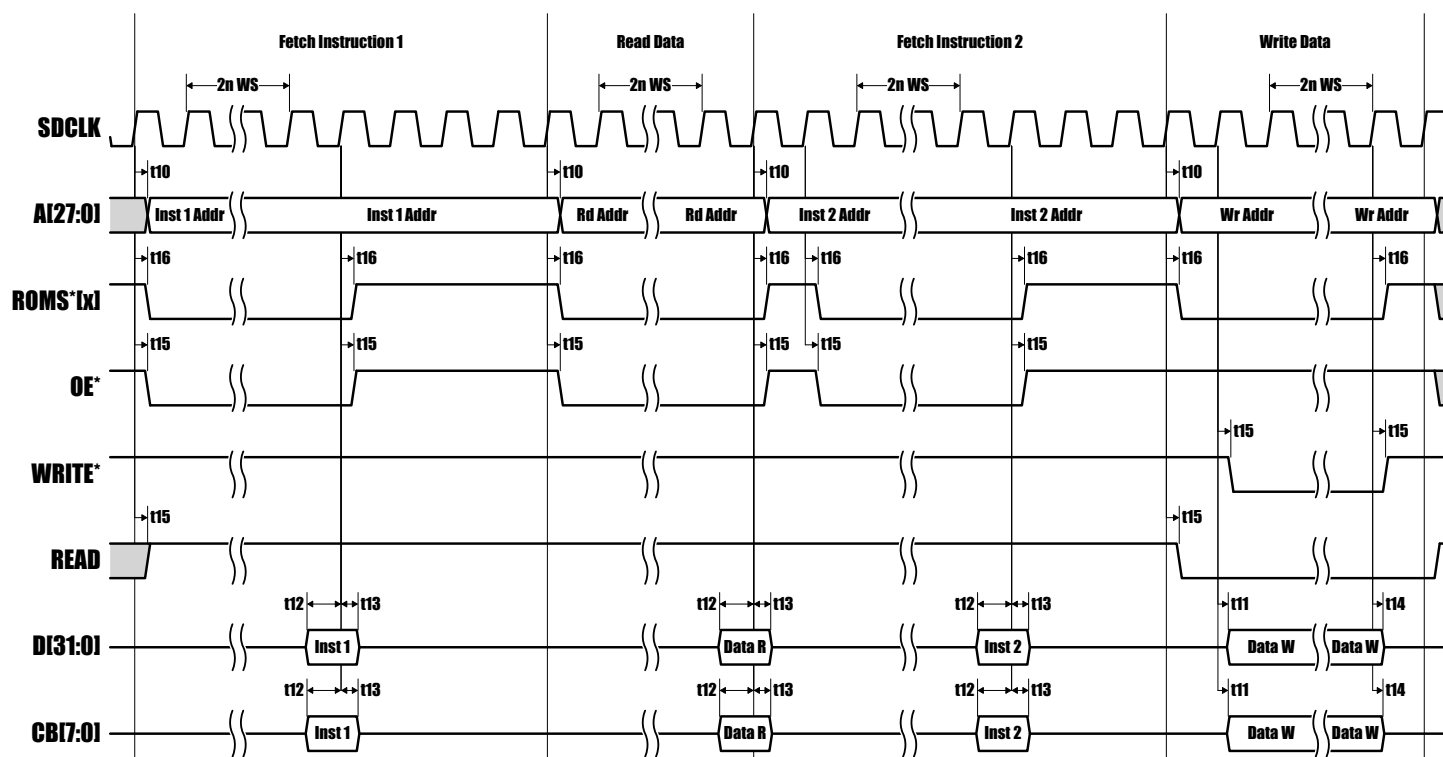 Fetch Instruction 1 Read Data Fetch Instruction 2 Write Data
2n WS 2n WS 2n WS 2n WS
SDCLK
t10 t10 t10 t10
A[27:0] Inst 1 Addr Inst 1 Addr Rd Addr Rd Addr Inst 2 Addr Inst 2 Addr Wr Addr Wr Addr
t16 t16 t16 t16 t16 t16 t16 t16
ROMS*[x]
t15 t15 t15 t15 t15 t15
OE*
t15 t15
WRITE*
t15 t15
READ
t12 t13 t12 t13 t12 t13 t11 t14
D[31:0] Inst 1 Data R Inst 2 Data W Data W
t12 t13 t12 t13 t12 t13 t11 t14
CB[7:0] Inst 1 Data R Inst 2 Data W Data W